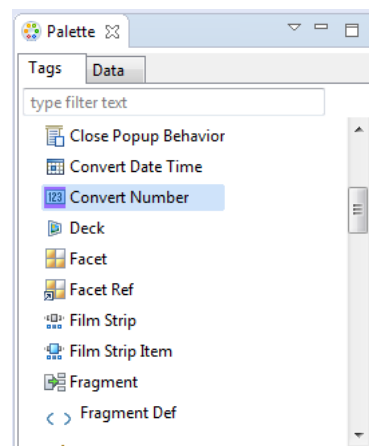 Palette
Tags Data
type filter text
Close Popup Behavior
Convert Date Time
123 Convert Number
Deck
Facet
Facet Ref
Film Strip
Film Strip Item
Fragment
Fragment Def